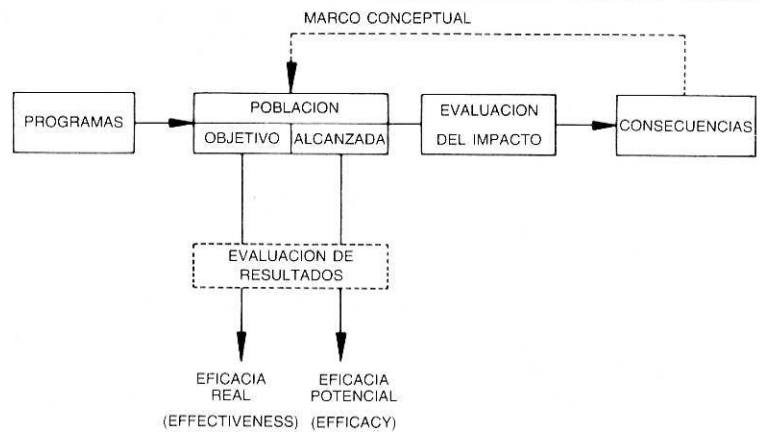 MARCO CONCEPTUAL
PROGRAMAS
POBLACION
OBJETIVO
ALCANZADA
EVALUACION
DEL IMPACTO
CONSECUENCIAS
EVALUACION DE
RESULTADOS
EFICACIA
REAL
(EFFECTIVENESS)
EFICACIA
POTENCIAL
(EFFICACY)